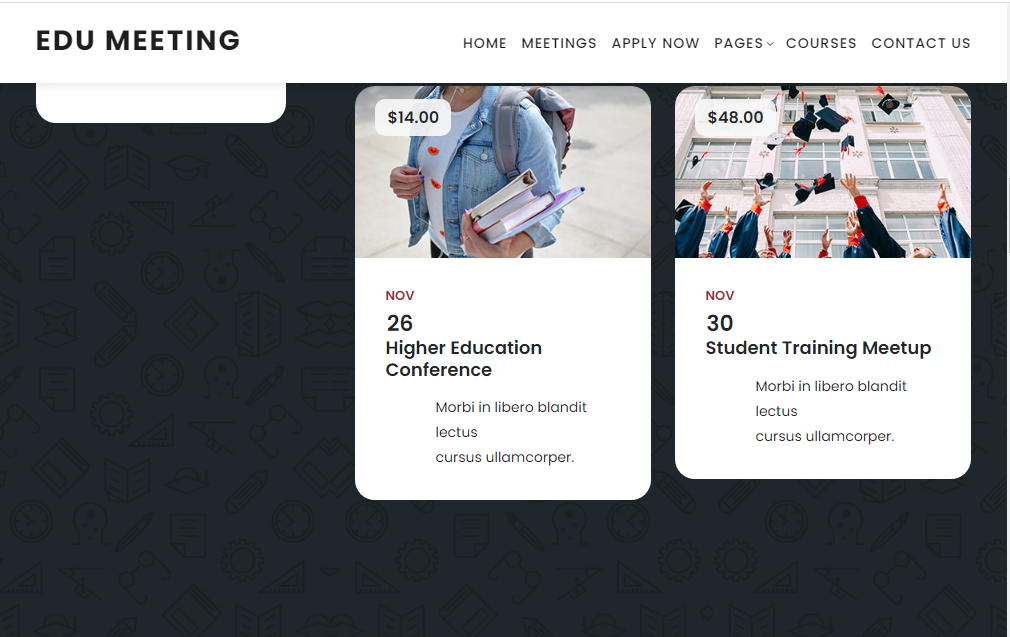 EDU MEETING
HOME MEETINGS APPLY NOW PAGES COURSES CONTACT US
$14.00
NOV
26
Higher Education
Conference
Morbi in libero blandit
lectus
cursus ullamcorper.
$48.00
NOV
30
Student Training Meetup
Morbi in libero blandit
lectus
cursus ullamcorper.